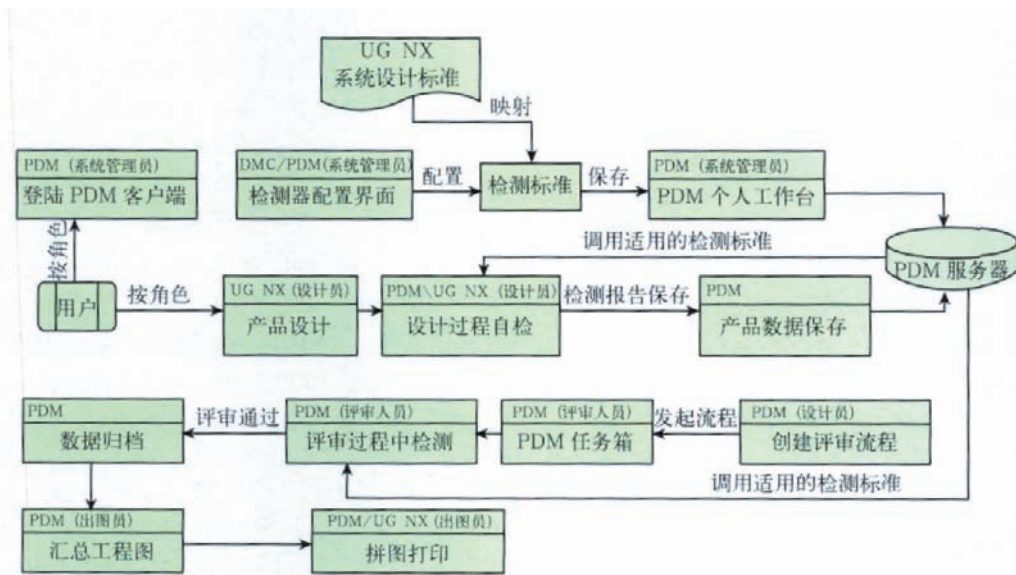 UG NX
系统设计标准
映射
PDM (系统管理员)
登陆 PDM 客户端
DMC/PDM(系统管理员)
检测器配置界面
配置
检测标准
保存
PDM (系统管理员)
PDM 个人工作台
按角色
调用适用的检测标准
PDM 服务器
用户
按角色
UG NX (设计员)
产品设计
PDM\UG NX (设计员)
设计过程自检
检测报告保存
PDM
产品数据保存
PDM
数据归档
评审通过
PDM (评审人员)
评审过程中检测
PDM (评审人员)
PDM 任务箱
发起流程
PDM (设计员)
创建评审流程
调用适用的检测标准
PDM (出图员)
汇总工程图
PDM/UG NX (出图员)
拼图打印